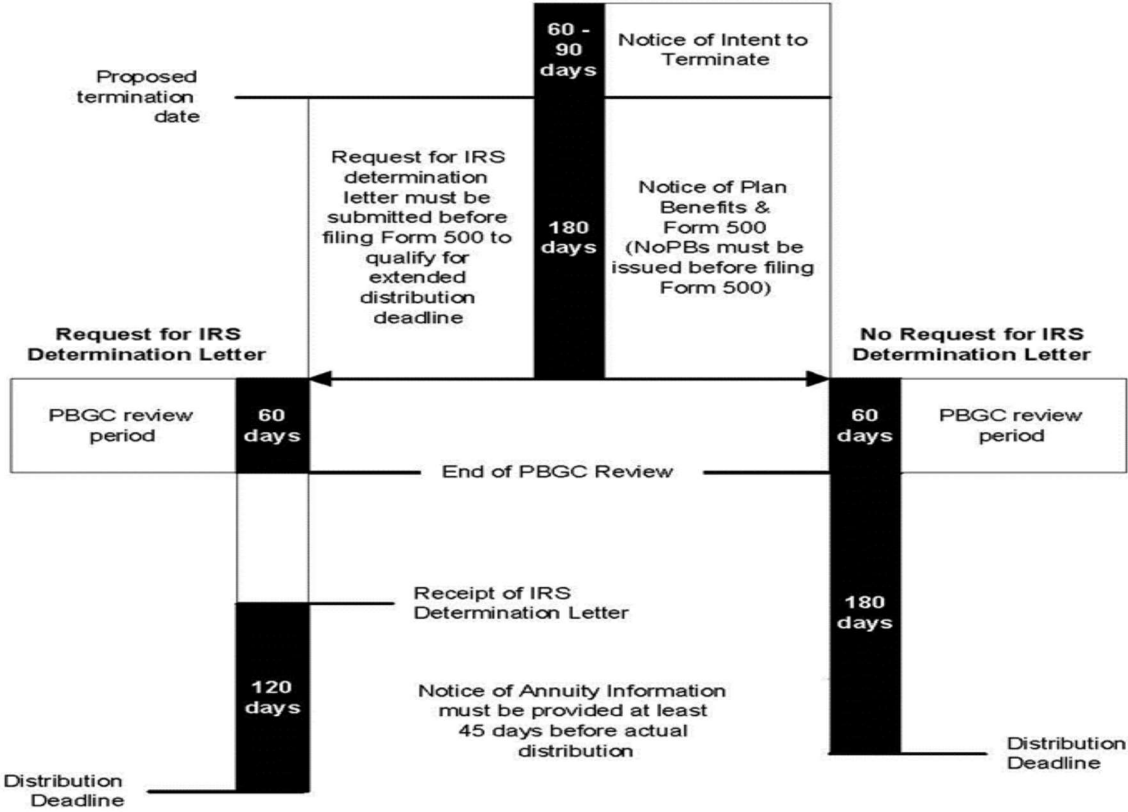 60 -
90
days
Notice of Intent to
Terminate
Proposed
termination
date
Request for IRS
determination
letter must be
submitted before
filing Form 500 to
qualify for
extended
distribution
deadline
180
days
Notice of Plan
Benefits &
Form 500
(NoPBs must be
issued before filing
Form 500)
Request for IRS
Determination Letter
No Request for IRS
Determination Letter
PBGC review
period
60
days
60
days
PBGC review
period
End of PBGC Review
Receipt of IRS
Determination Letter
180
days
120
days
Notice of Annuity Information
must be provided at least
45 days before actual
distribution
Distribution
Deadline
Distribution
Deadline